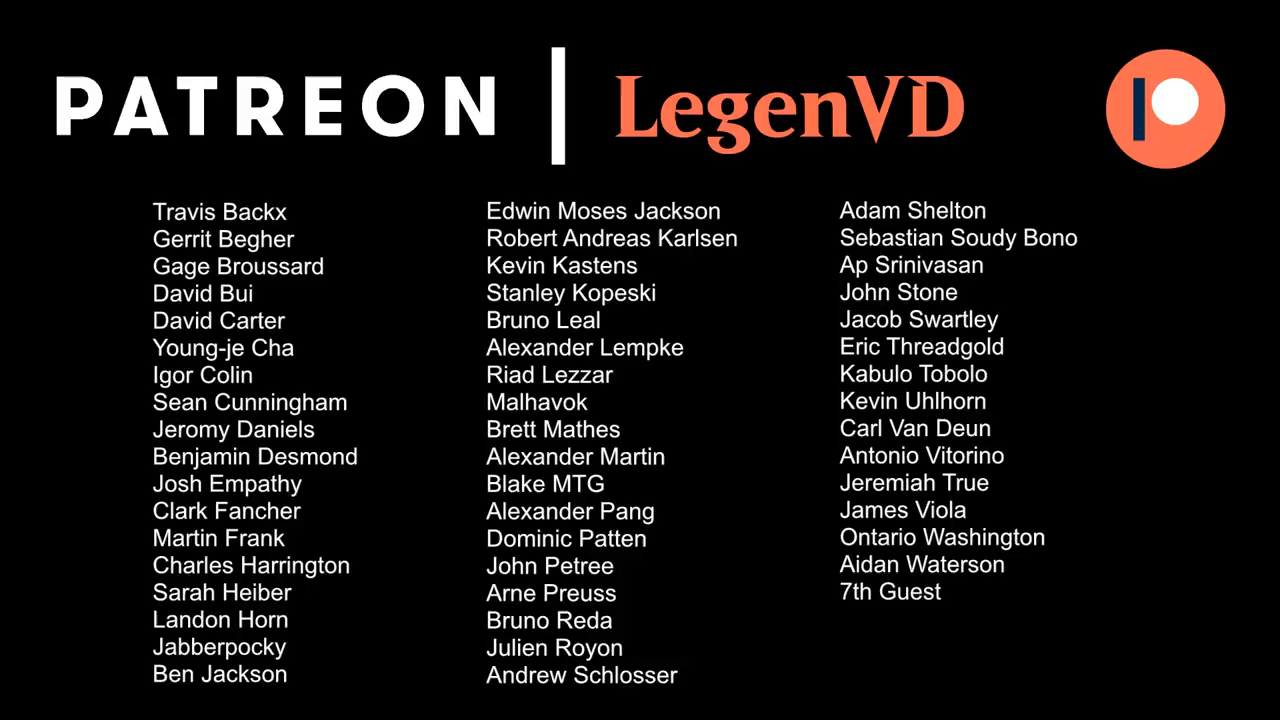 PATREON | LegenVD
Travis Backx
Gerrit Begher
Gage Broussard
David Bui
David Carter
Young-je Cha
Igor Colin
Sean Cunningham
Jeromy Daniels
Benjamin Desmond
Josh Empathy
Clark Fancher
Martin Frank
Charles Harrington
Sarah Heiber
Landon Horn
Jabberpocky
Ben Jackson
Edwin Moses Jackson
Robert Andreas Karlsen
Kevin Kastens
Stanley Kopeski
Bruno Leal
Alexander Lempke
Riad Lezzar
Malhavok
Brett Mathes
Alexander Martin
Blake MTG
Alexander Pang
Dominic Patten
John Petree
Arne Preuss
Bruno Reda
Julien Royon
Andrew Schlosser
Adam Shelton
Sebastian Soudy Bono
Ap Srinivasan
John Stone
Jacob Swartley
Eric Threadgold
Kabulo Tobolo
Kevin Uhlhorn
Carl Van Deun
Antonio Vitorino
Jeremiah True
James Viola
Ontario Washington
Aidan Waterson
7th Guest